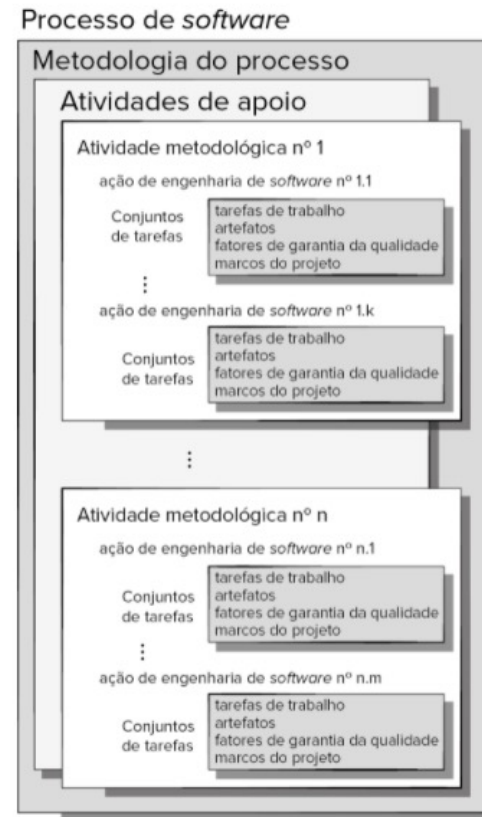 Processo de software
Metodologia do processo
Atividades de apoio
Atividade metodológica nº 1
ação de engenharia de software nº 1.1
Conjuntos
de tarefas
tarefas de trabalho
artefatos
fatores de garantia da qualidade
marcos do projeto
⋮
ação de engenharia de software nº 1.k
Conjuntos
de tarefas
tarefas de trabalho
artefatos
fatores de garantia da qualidade
marcos do projeto
⋮
Atividade metodológica nº n
ação de engenharia de software nº n.1
Conjuntos
de tarefas
tarefas de trabalho
artefatos
fatores de garantia da qualidade
marcos do projeto
⋮
ação de engenharia de software nº n.m
Conjuntos
de tarefas
tarefas de trabalho
artefatos
fatores de garantia da qualidade
marcos do projeto